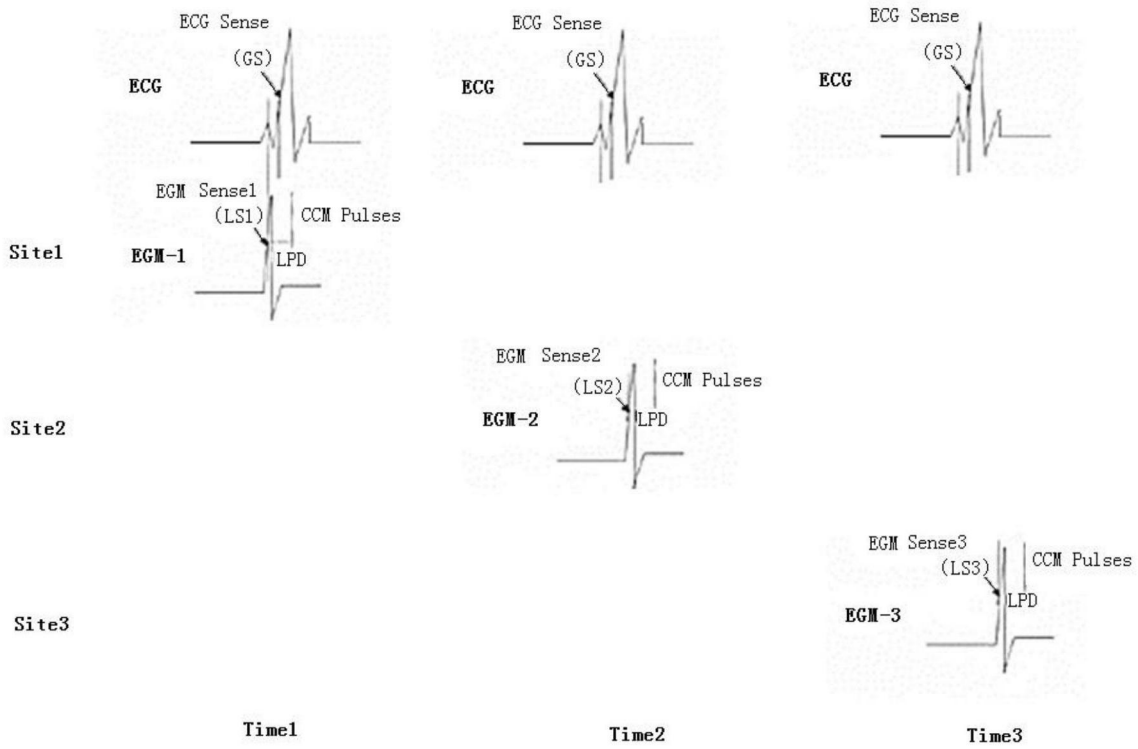 ECG Sense
(GS)
ECG
ECG Sense
(GS)
ECG
ECG Sense
(GS)
ECG
EGM Sense1
(LS1)
CCM Pulses
Site1
EGM-1
LPD
EGM Sense2
(LS2)
CCM Pulses
Site2
EGM-2
LPD
EGM Sense3
(LS3)
CCM Pulses
Site3
EGM-3
LPD
Time1
Time2
Time3